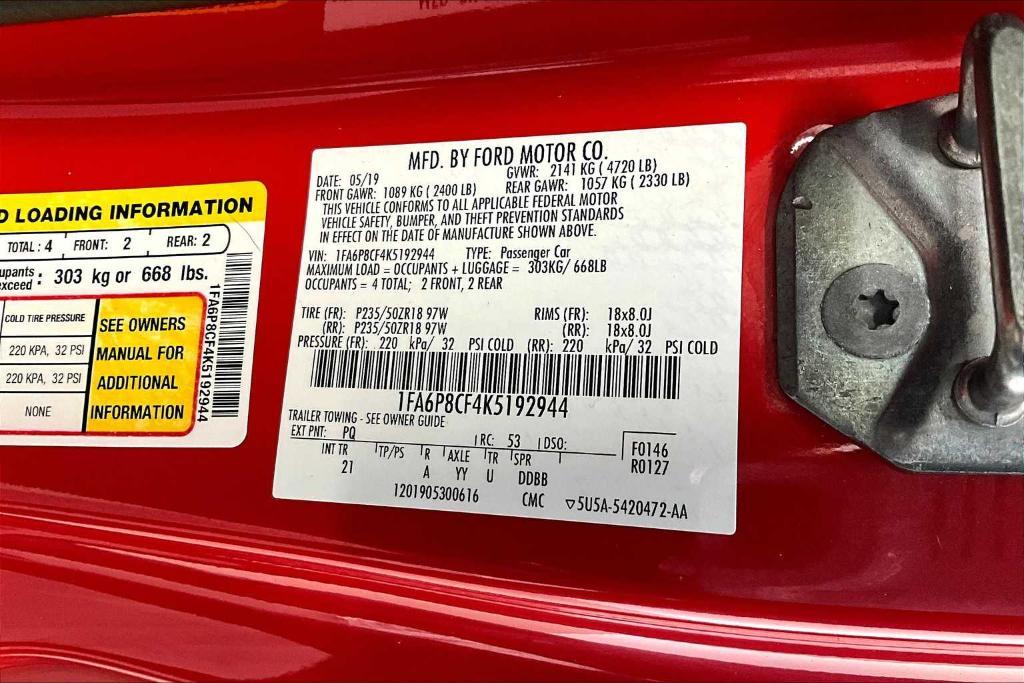 D LOADING INFORMATION
TOTAL : 4 FRONT: 2 REAR: 2
upants
exceed : 303 kg or 668 lbs.
COLD TIRE PRESSURE
220 KPA, 32 PSI
220 KPA, 32 PSI
NONE
SEE OWNERS
MANUAL FOR
ADDITIONAL
INFORMATION
1FA6P8CF4K5192944
MFD. BY FORD MOTOR CO.
DATE: 05/19 GVWR: 2141 KG ( 4720 LB)
FRONT GAWR: 1089 KG ( 2400 LB) REAR GAWR: 1057 KG ( 2330 LB)
THIS VEHICLE CONFORMS TO ALL APPLICABLE FEDERAL MOTOR
VEHICLE SAFETY, BUMPER, AND THEFT PREVENTION STANDARDS
IN EFFECT ON THE DATE OF MANUFACTURE SHOWN ABOVE.
VIN: 1FA6P8CF4K5192944 TYPE: Passenger Car
MAXIMUM LOAD = OCCUPANTS + LUGGAGE = 303KG/ 668LB
OCCUPANTS = 4 TOTAL; 2 FRONT, 2 REAR
TIRE (FR): P235/50ZR18 97W RIMS (FR): 18x8.0J
(RR): P235/50ZR18 97W (RR): 18x8.0J
PRESSURE (FR): 220 kPa/ 32 PSI COLD (RR): 220 kPa/ 32 PSI COLD
1FA6P8CF4K5192944
TRAILER TOWING - SEE OWNER GUIDE
EXT PNT: PQ RC: 53 DSO: F0146
INT TR TP/PS R AXLE TR SPR R0127
21 A YY U DDBB
1201905300616 CMC ▽5U5A-5420472-AA